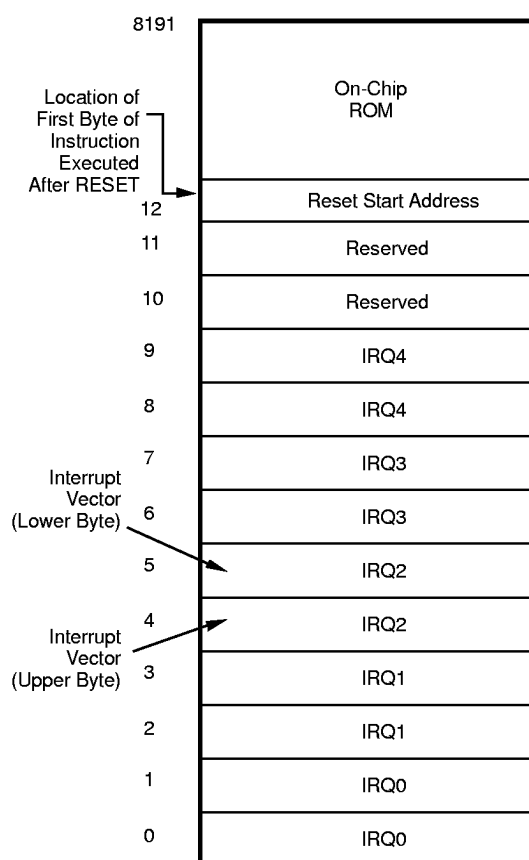 8191
On-Chip
ROM
Location of
First Byte of
Instruction
Executed
After RESET
Reset Start Address
12
11
Reserved
10
Reserved
9
IRQ4
8
IRQ4
7
IRQ3
Interrupt
Vector
(Lower Byte)
6
IRQ3
5
IRQ2
4
IRQ2
Interrupt
Vector
(Upper Byte)
3
IRQ1
2
IRQ1
1
IRQ0
0
IRQ0